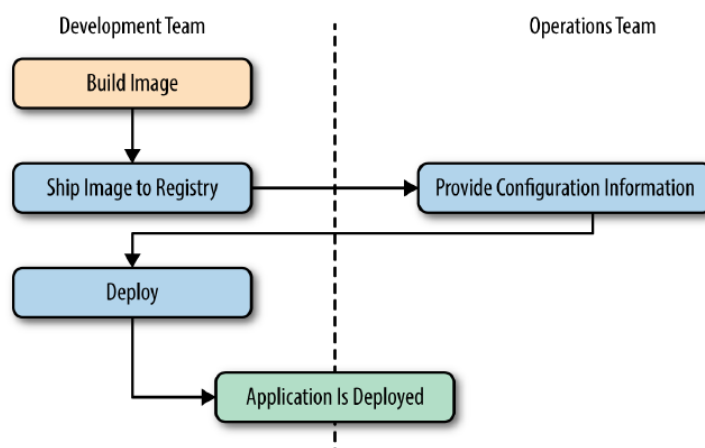 Development Team
Operations Team
Build Image
Ship Image to Registry
Provide Configuration Information
Deploy
Application Is Deployed